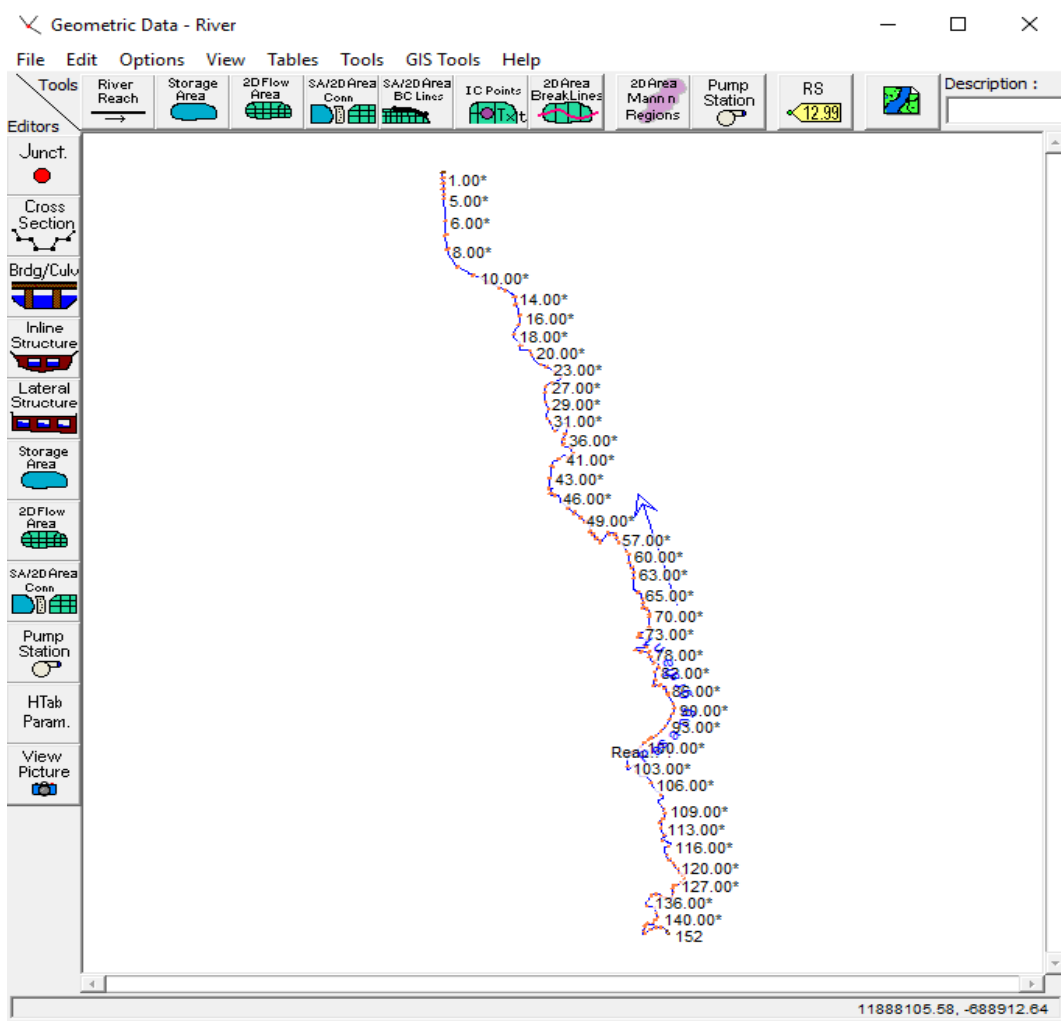 Geometric Data - River
File Edit Options View Tables Tools GIS Tools Help
Tools
Editors
River
Reach
Storage
Area
2D Flow
Area
SA/2D Area
Conn
SA/2D Area
BC Lines
IC Points
2D Area
BreakLines
2D Area
Mann n
Regions
Pump
Station
RS
12.99
Description :
Junct.
Cross
Section
Brdg/Culv
Inline
Structure
Lateral
Structure
Storage
Area
2D Flow
Area
SA/2D Area
Conn
Pump
Station
HTab
Param.
View
Picture
1.00*
5.00*
6.00*
8.00*
10.00*
14.00*
16.00*
18.00*
20.00*
23.00*
27.00*
29.00*
31.00*
36.00*
41.00*
43.00*
46.00*
49.00*
57.00*
60.00*
63.00*
65.00*
70.00*
73.00*
78.00*
86.00*
93.00*
103.00*
106.00*
109.00*
113.00*
116.00*
120.00*
127.00*
136.00*
140.00*
152
11888105.58, -688912.64